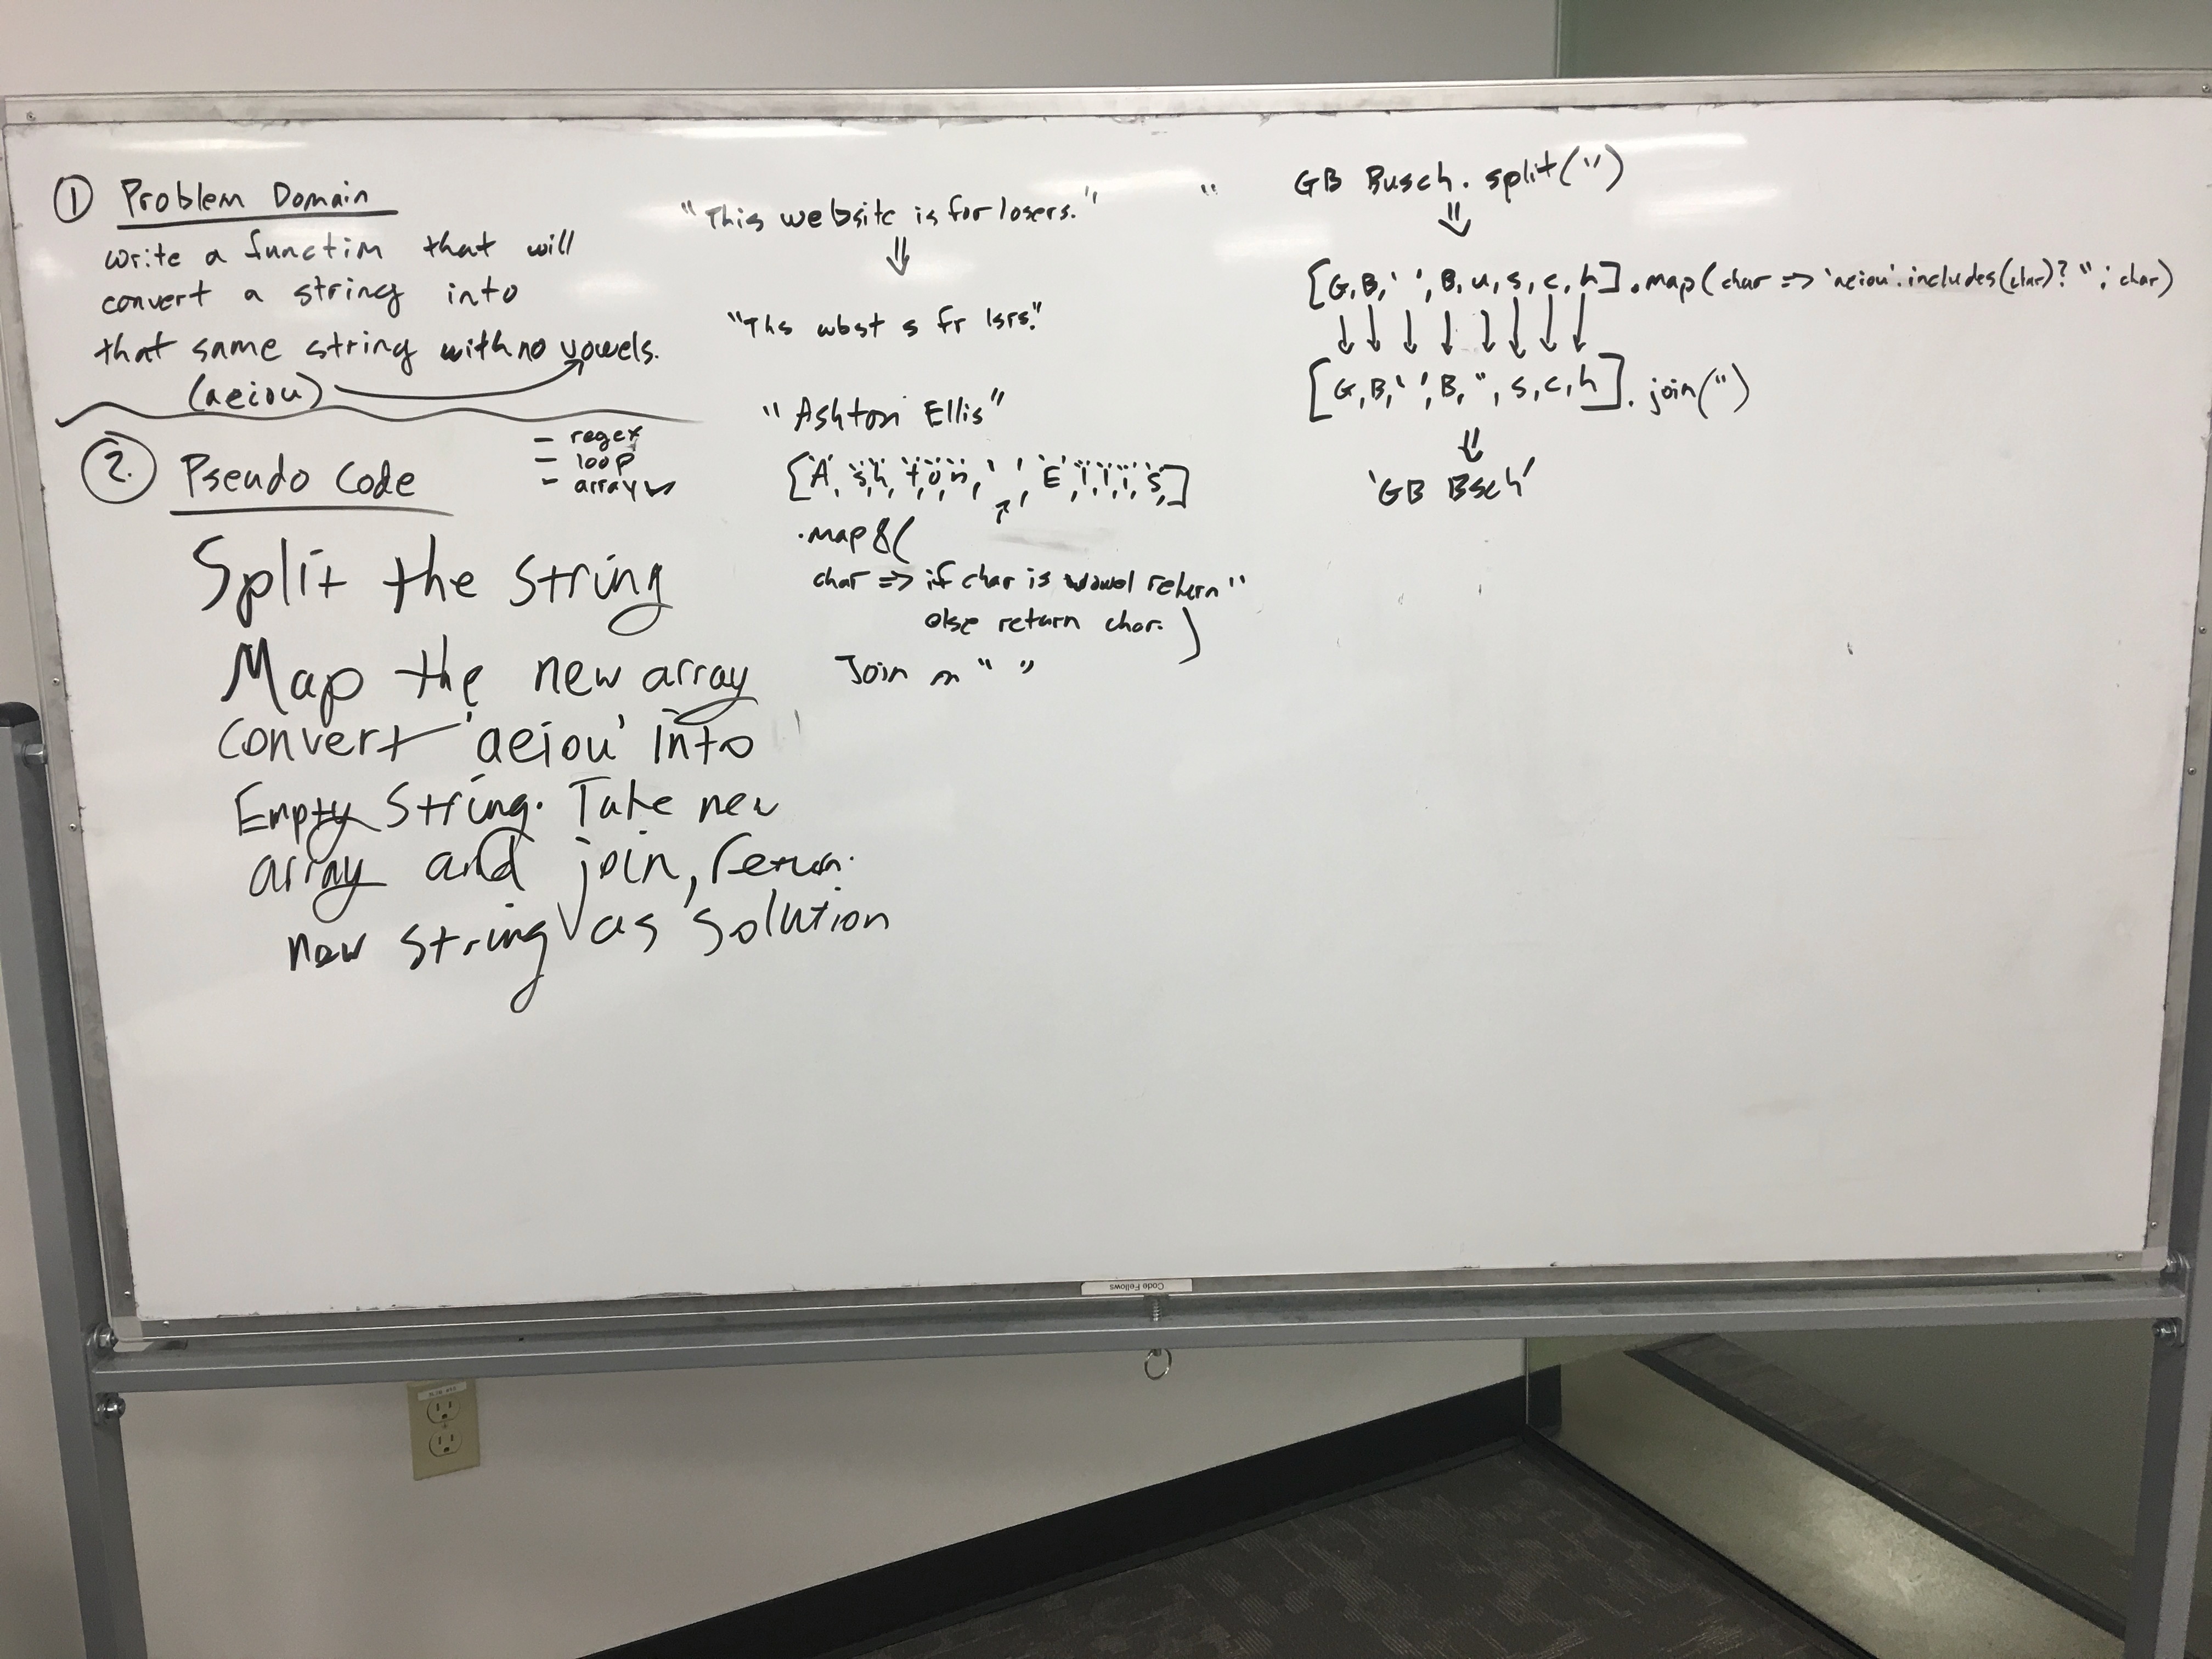 ① Problem Domain
write a function that will
convert a string into
that same string with no vowels.
(aeiou)
②. Pseudo Code
- regex
- loop
- array ✓
Split the string
Map the new array
convert 'aeiou' into
Empty String. Take new
array and join, return
new string as solution
"This website is for losers."
⇓
"Ths wbst s fr lsrs."
"Ashton Ellis"
['A','s','h','t','o','n',' ','E','l','l','i','s']
.map(
char => if char is vowel return ''
else return char. )
Join on " "
"
GB Busch. split('')
⇓
[G,B,' ',B,u,s,c,h].map(char => 'aeiou'.includes(char)? '' ; char)
↓ ↓ ↓ ↓ ↓ ↓ ↓ ↓
[G,B,' ',B,'',s,c,h]. join('')
⇓
'GB Bsch'
Code Fellows